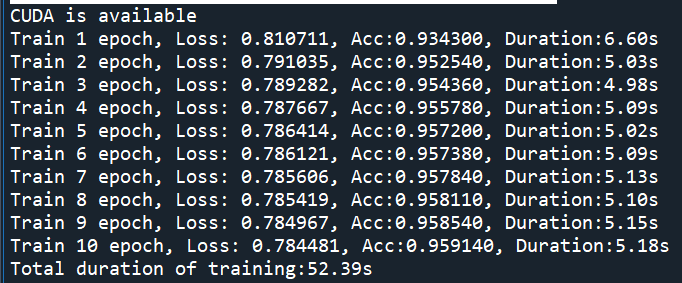 CUDA is available
Train 1 epoch, Loss: 0.810711, Acc:0.934300, Duration:6.60s
Train 2 epoch, Loss: 0.791035, Acc:0.952540, Duration:5.03s
Train 3 epoch, Loss: 0.789282, Acc:0.954360, Duration:4.98s
Train 4 epoch, Loss: 0.787667, Acc:0.955780, Duration:5.09s
Train 5 epoch, Loss: 0.786414, Acc:0.957200, Duration:5.02s
Train 6 epoch, Loss: 0.786121, Acc:0.957380, Duration:5.09s
Train 7 epoch, Loss: 0.785606, Acc:0.957840, Duration:5.13s
Train 8 epoch, Loss: 0.785419, Acc:0.958110, Duration:5.10s
Train 9 epoch, Loss: 0.784967, Acc:0.958540, Duration:5.15s
Train 10 epoch, Loss: 0.784481, Acc:0.959140, Duration:5.18s
Total duration of training:52.39s